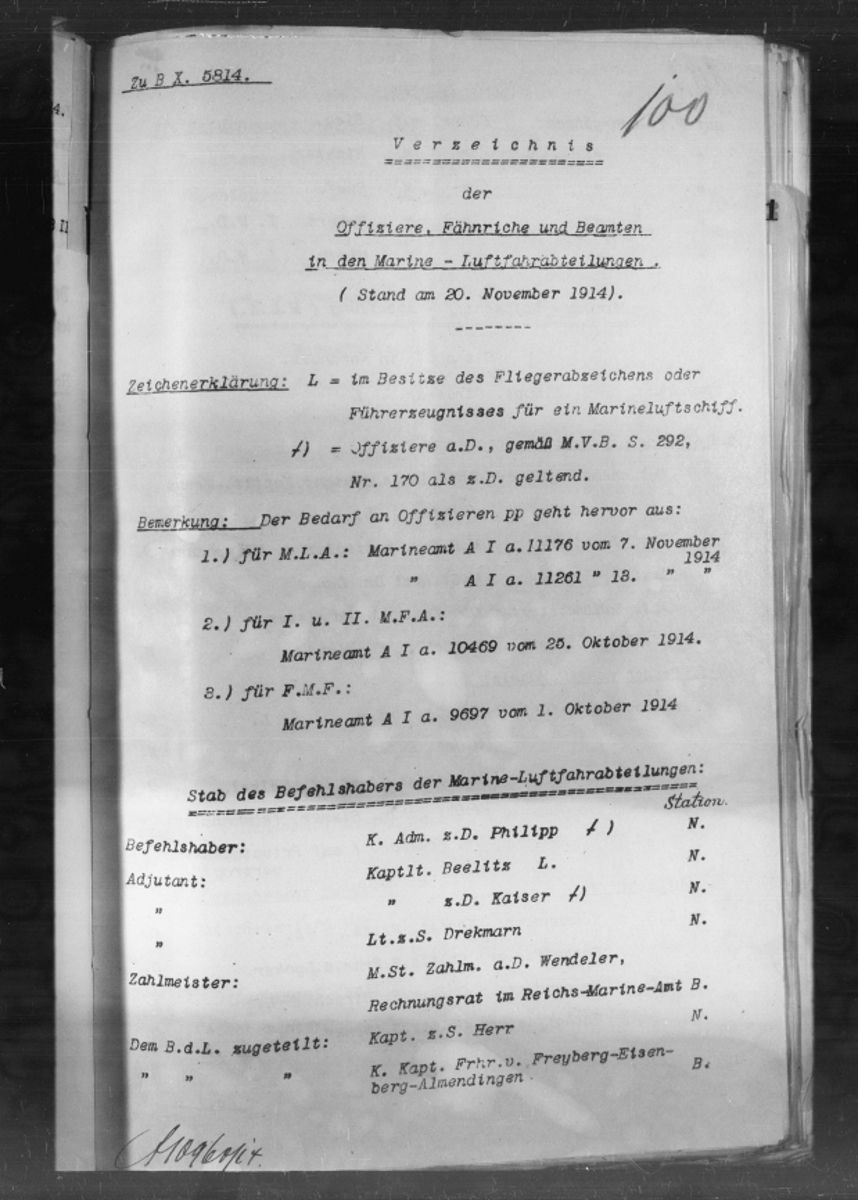 Zu B X. 5814.
100
Verzeichnis
der
Offiziere, Fähnriche und Beamten
in den Marine - Luftfahrabteilungen.
( Stand am 20. November 1914).
Zeichenerklärung: L = im Besitze des Fliegerabzeichens oder
Führerzeugnisses für ein Marineluftschiff.
/) = Offiziere a.D., gemäß M.V.B. S. 292,
Nr. 170 als z.D. geltend.
Bemerkung: Der Bedarf an Offizieren pp geht hervor aus:
1.) für M.L.A.: Marineamt A I a. 11176 vom 7. November
1914
" A I a. 11261 " 13. " "
2.) für I. u. II. M.F.A.:
Marineamt A I a. 10469 vom 25. Oktober 1914.
3.) für F.M.F.:
Marineamt A I a. 9697 vom 1. Oktober 1914
Stab des Befehlshabers der Marine-Luftfahrabteilungen:
Station.
Befehlshaber: K. Adm. z.D. Philipp /) N.
Adjutant: Kaptlt. Beelitz L. N.
" " z.D. Kaiser /) N.
" Lt.z.S. Drekmann N.
Zahlmeister: M.St. Zahlm. a.D. Wendeler,
Rechnungsrat im Reichs-Marine-Amt B.
Dem B.d.L. zugeteilt: Kapt. z.S. Herr N.
" " " K. Kapt. Frhr.v. Freyberg-Eisen-
berg-Almendingen. B.